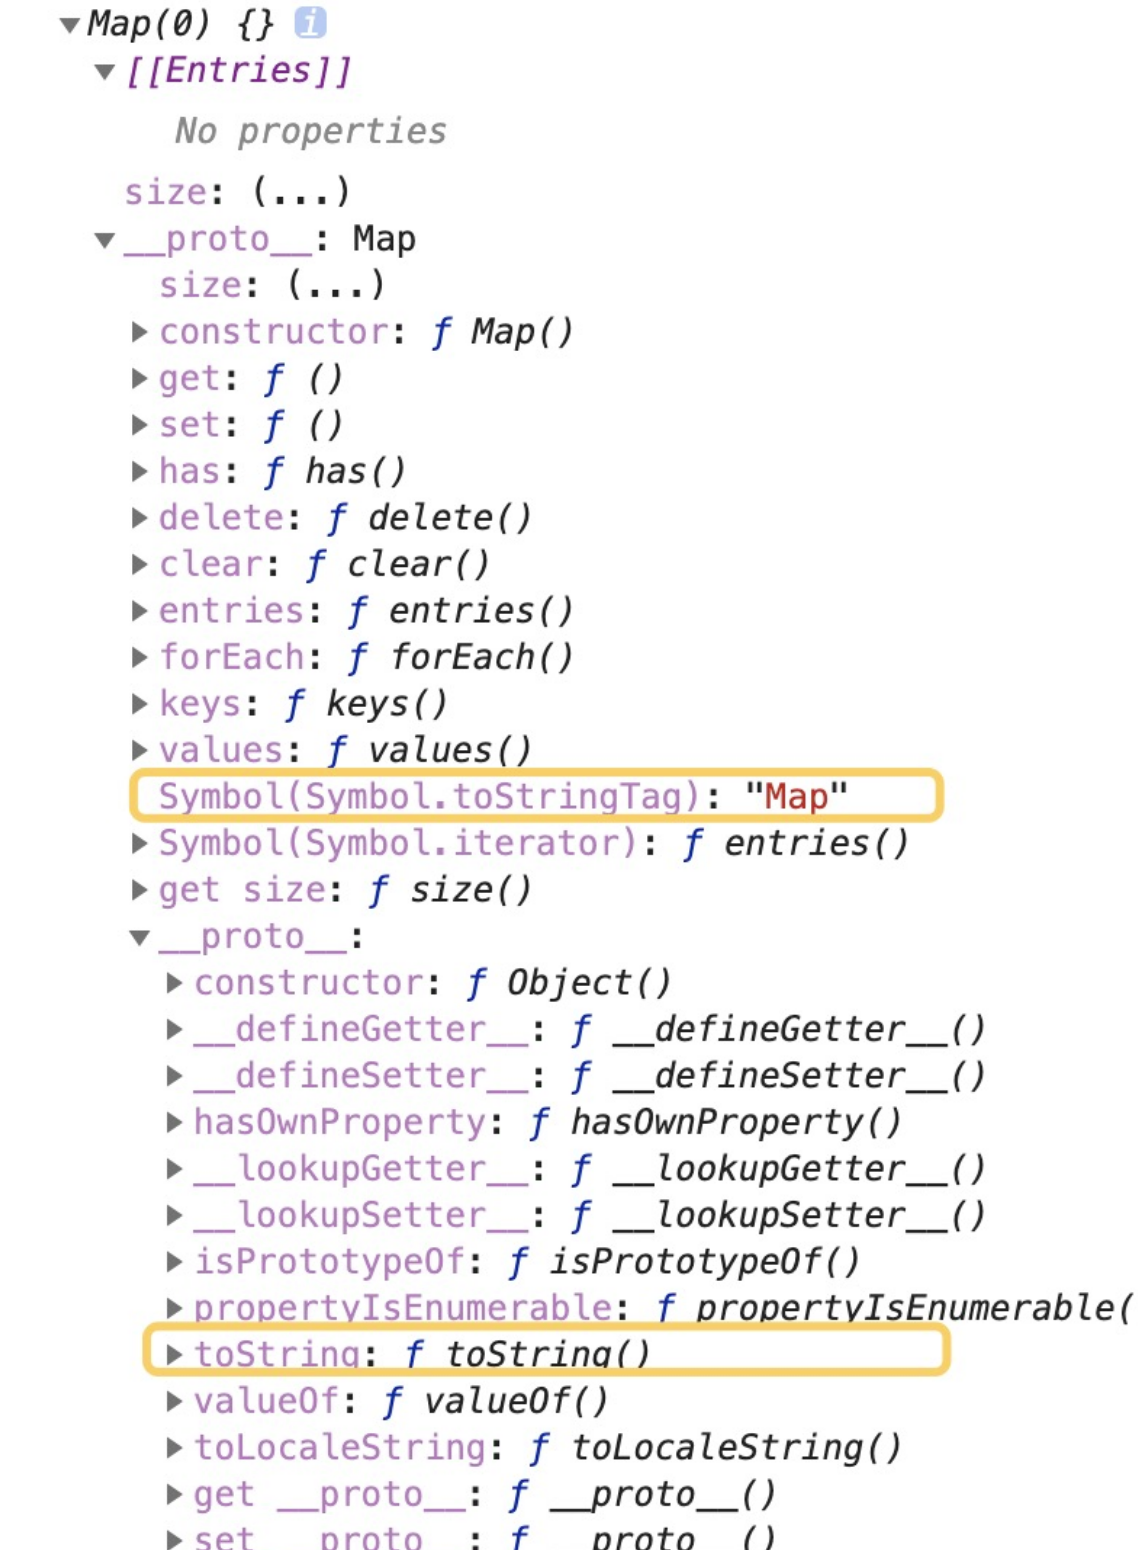 Map(0) {} i
[[Entries]]
No properties
size: (...)
__proto__: Map
size: (...)
constructor: ƒ Map()
get: ƒ ()
set: ƒ ()
has: ƒ has()
delete: ƒ delete()
clear: ƒ clear()
entries: ƒ entries()
forEach: ƒ forEach()
keys: ƒ keys()
values: ƒ values()
Symbol(Symbol.toStringTag): "Map"
Symbol(Symbol.iterator): ƒ entries()
get size: ƒ size()
__proto__:
constructor: ƒ Object()
__defineGetter__: ƒ __defineGetter__()
__defineSetter__: ƒ __defineSetter__()
hasOwnProperty: ƒ hasOwnProperty()
__lookupGetter__: ƒ __lookupGetter__()
__lookupSetter__: ƒ __lookupSetter__()
isPrototypeOf: ƒ isPrototypeOf()
propertyIsEnumerable: ƒ propertyIsEnumerable(
toString: ƒ toString()
valueOf: ƒ valueOf()
toLocaleString: ƒ toLocaleString()
get __proto__: ƒ __proto__()
set __proto__: ƒ __proto__()